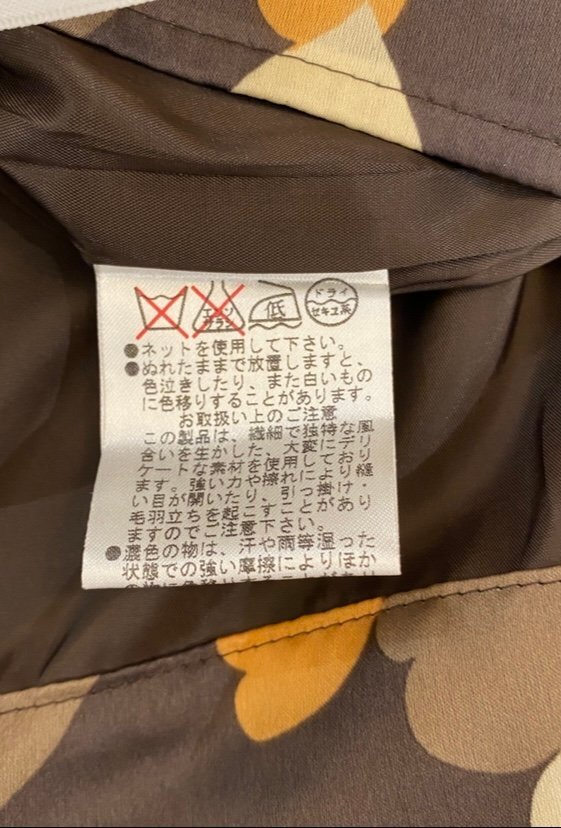 エンソ
サラシ
低
ドライ
セキユ系
●ネットを使用して下さい。
●ぬれたままで放置しますと、
色泣きしたり、また白いもの
に色移りすることがあります。
お取扱い上のご注意
この製品は、繊細で独特な風
合いを生かした、大変にデリ
ケートな素材を使用しており
ます。強い力や擦れにより縫
い目が開いたり、引っ掛け・
毛羽立ちを起こすことがあり
ますのでご注意下さい。
●濃色の物は、汗や雨等湿った
状態での強い摩擦によりほか